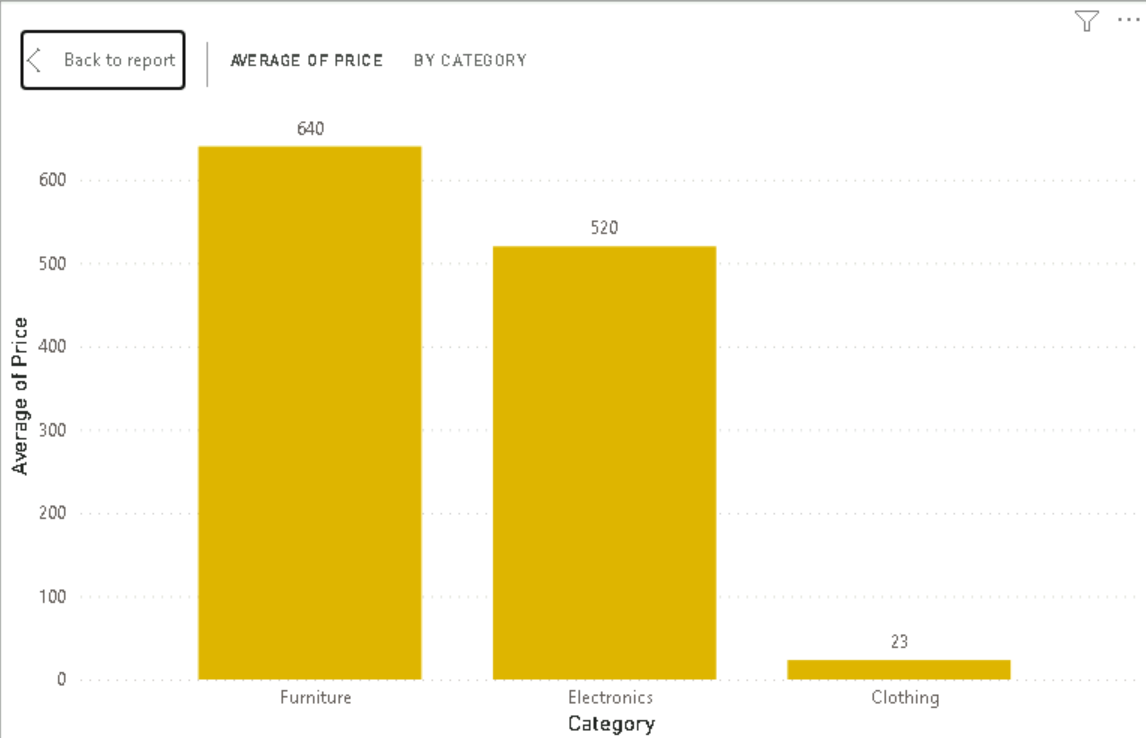 Back to report
AVERAGE OF PRICE BY CATEGORY
640
600
520
500
400
300
200
100
23
0
Average of Price
Furniture Electronics Clothing
Category